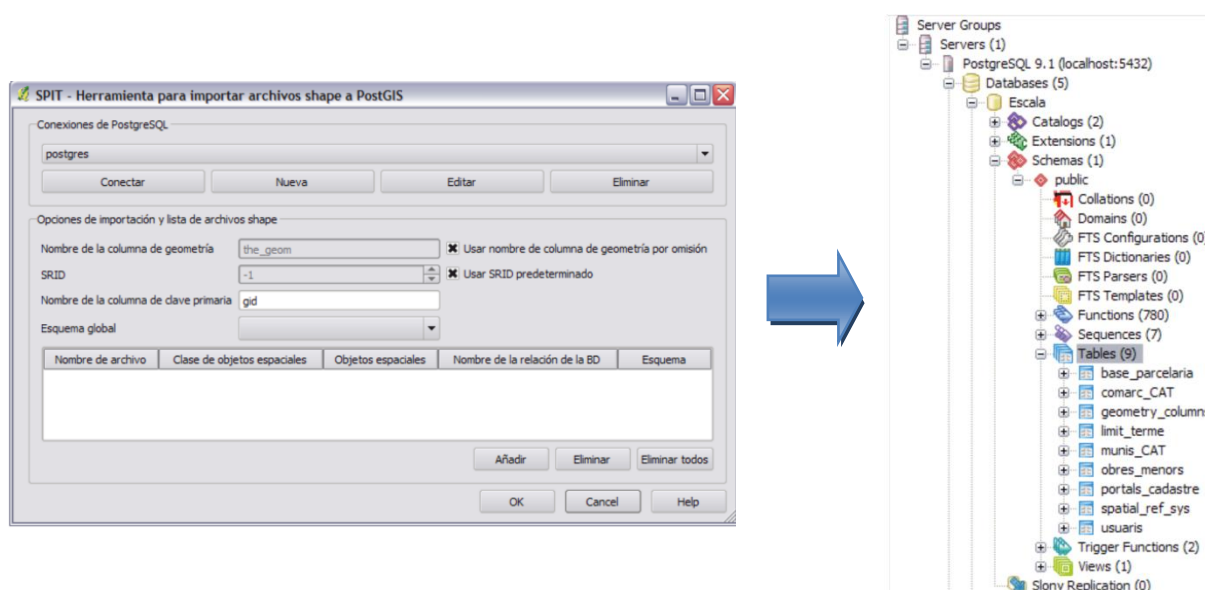 SPIT - Herramienta para importar archivos shape a PostGIS
Conexiones de PostgreSQL
postgres
Conectar
Nueva
Editar
Eliminar
Opciones de importación y lista de archivos shape
Nombre de la columna de geometría
the_geom
Usar nombre de columna de geometría por omisión
SRID
-1
Usar SRID predeterminado
Nombre de la columna de clave primaria
gid
Esquema global
Nombre de archivo
Clase de objetos espaciales
Objetos espaciales
Nombre de la relación de la BD
Esquema
Añadir
Eliminar
Eliminar todos
OK
Cancel
Help
Server Groups
Servers (1)
PostgreSQL 9.1 (localhost:5432)
Databases (5)
Escala
Catalogs (2)
Extensions (1)
Schemas (1)
public
Collations (0)
Domains (0)
FTS Configurations (0)
FTS Dictionaries (0)
FTS Parsers (0)
FTS Templates (0)
Functions (780)
Sequences (7)
Tables (9)
base_parcelaria
comarc_CAT
geometry_columns
limit_terme
munis_CAT
obres_menors
portals_cadastre
spatial_ref_sys
usuaris
Trigger Functions (2)
Views (1)
Slony Replication (0)